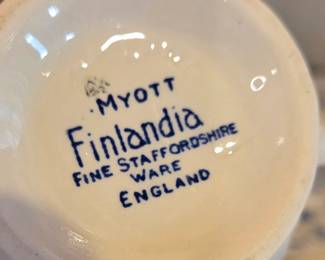 MYOTT
Finlandia
FINE STAFFORDSHIRE
WARE
ENGLAND